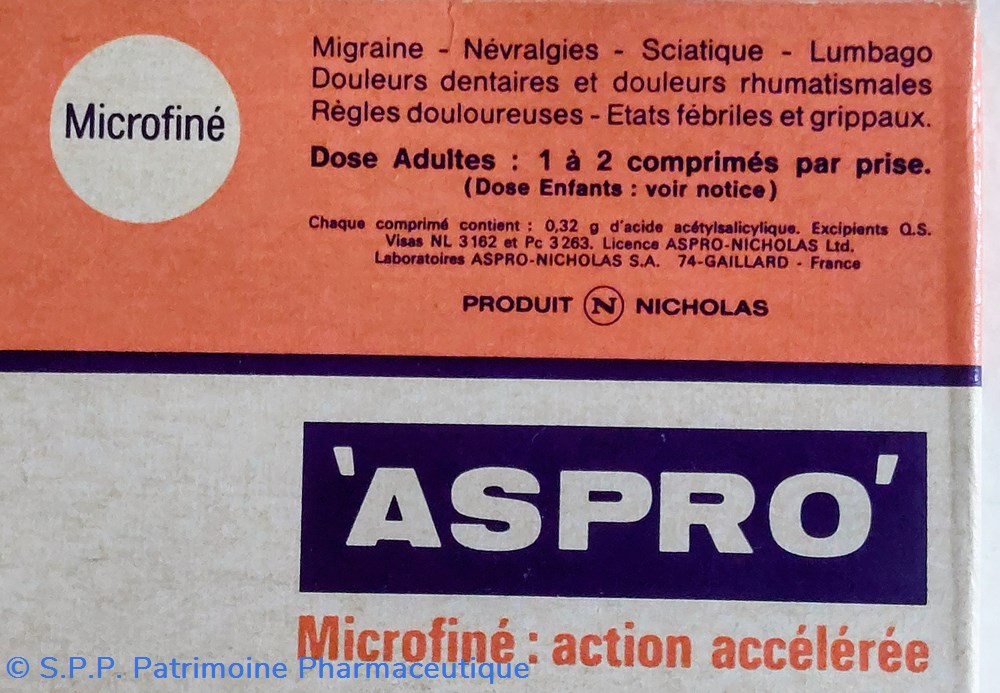 Microfiné
Migraine - Névralgies - Sciatique - Lumbago
Douleurs dentaires et douleurs rhumatismales
Règles douloureuses - Etats fébriles et grippaux.
Dose Adultes : 1 à 2 comprimés par prise.
(Dose Enfants : voir notice)
Chaque comprimé contient : 0,32 g d'acide acétylsalicylique. Excipients Q.S.
Visas NL 3162 et Pc 3263. Licence ASPRO-NICHOLAS Ltd.
Laboratoires ASPRO-NICHOLAS S.A. 74-GAILLARD - France
PRODUIT N NICHOLAS
'ASPRO'
Microfiné : action accélérée
© S.P.P. Patrimoine Pharmaceutique